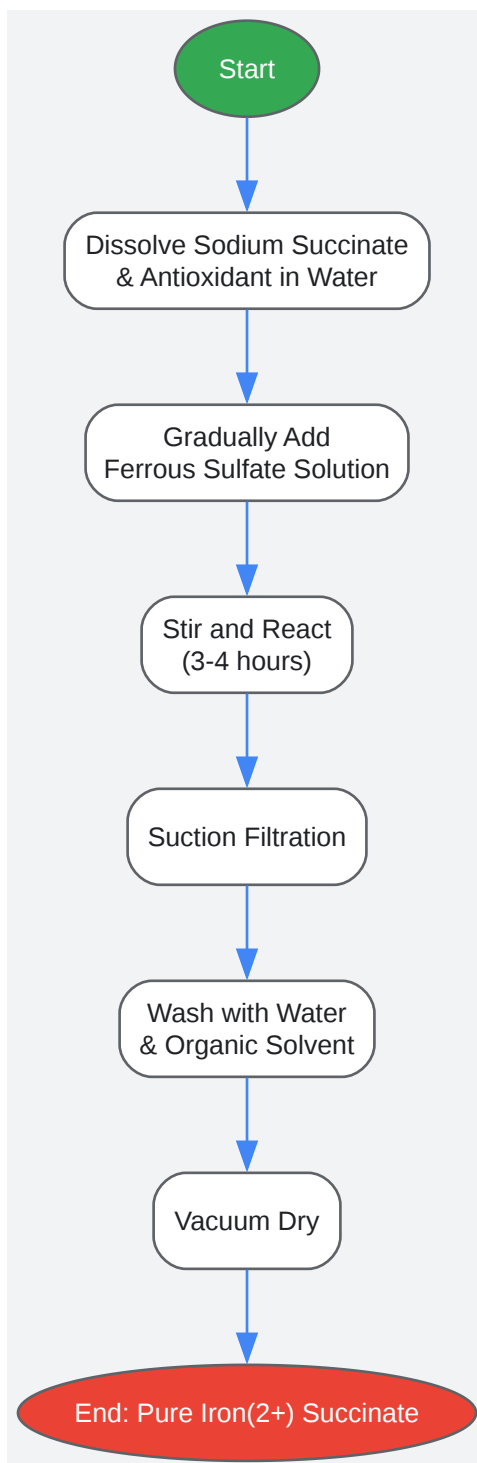 Start
Dissolve Sodium Succinate
& Antioxidant in Water
Gradually Add
Ferrous Sulfate Solution
Stir and React
(3-4 hours)
Suction Filtration
Wash with Water
& Organic Solvent
Vacuum Dry
End: Pure Iron(2+) Succinate